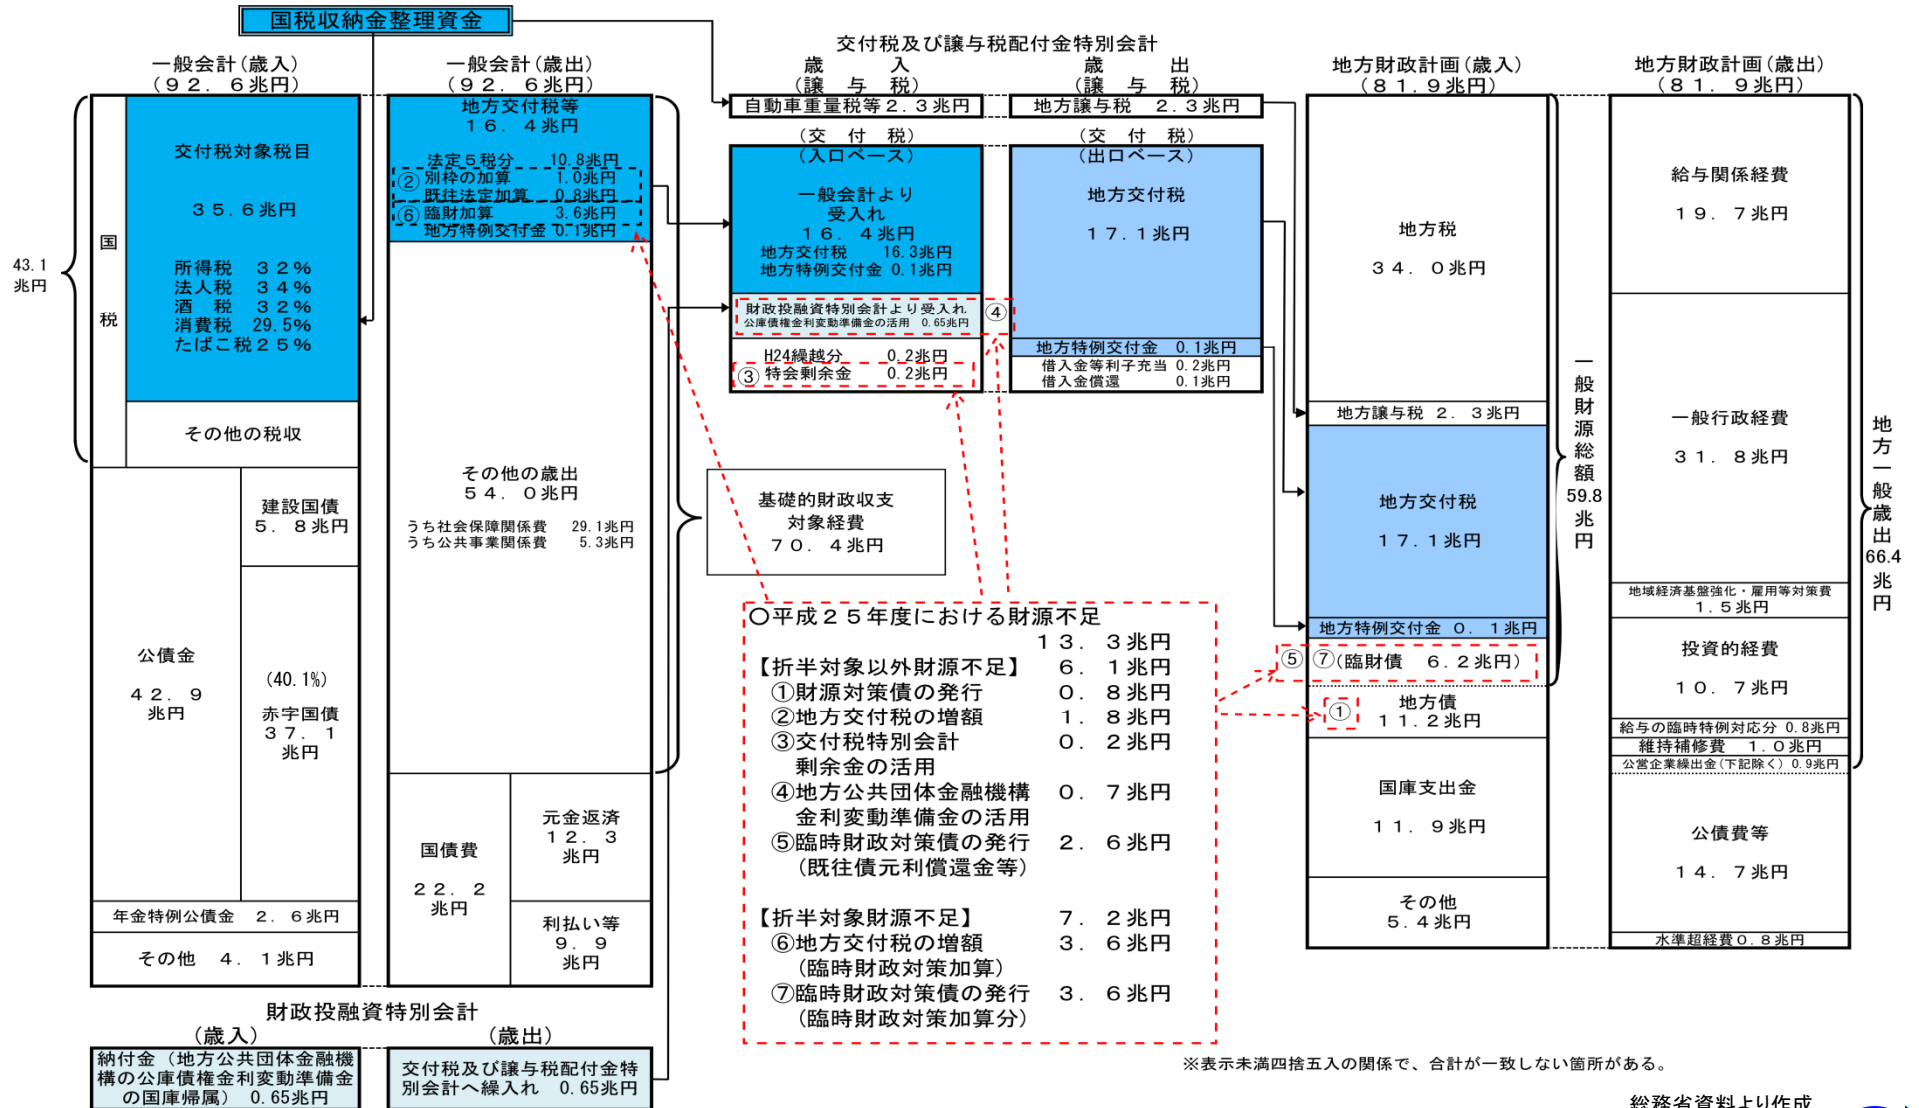 国税収納金整理資金
一般会計(歳入)
(92.6兆円)
43.1
兆円
国
税
交付税対象税目
35.6兆円
所得税 32%
法人税 34%
酒 税 32%
消費税 29.5%
たばこ税25%
その他の税収
公債金
42.9
兆円
建設国債
5.8兆円
(40.1%)
赤字国債
37.1
兆円
年金特例公債金 2.6兆円
その他 4.1兆円
一般会計(歳出)
(92.6兆円)
地方交付税等
16.4兆円
法定5税分 10.8兆円
②別枠の加算 1.0兆円
既往法定加算 0.8兆円
⑥臨財加算 3.6兆円
地方特例交付金 0.1兆円
その他の歳出
54.0兆円
うち社会保障関係費 29.1兆円
うち公共事業関係費 5.3兆円
国債費
22.2
兆円
元金返済
12.3
兆円
利払い等
9.9
兆円
基礎的財政収支
対象経費
70.4兆円
財政投融資特別会計
(歳入)
納付金(地方公共団体金融機
構の公庫債権金利変動準備金
の国庫帰属) 0.65兆円
(歳出)
交付税及び譲与税配付金特
別会計へ繰入れ 0.65兆円
交付税及び譲与税配付金特別会計
歳 入
(譲 与 税)
自動車重量税等2.3兆円
(交 付 税)
(入口ベース)
一般会計より
受入れ
16.4兆円
地方交付税 16.3兆円
地方特例交付金 0.1兆円
財政投融資特別会計より受入れ
公庫債権金利変動準備金の活用 0.65兆円
④
H24繰越分 0.2兆円
③特会剰余金 0.2兆円
歳 出
(譲 与 税)
地方譲与税 2.3兆円
(交 付 税)
(出口ベース)
地方交付税
17.1兆円
地方特例交付金 0.1兆円
借入金等利子充当 0.2兆円
借入金償還 0.1兆円
〇平成25年度における財源不足
13.3兆円
【折半対象以外財源不足】 6.1兆円
①財源対策債の発行 0.8兆円
②地方交付税の増額 1.8兆円
③交付税特別会計 0.2兆円
剰余金の活用
④地方公共団体金融機構 0.7兆円
金利変動準備金の活用
⑤臨時財政対策債の発行 2.6兆円
(既往債元利償還金等)
【折半対象財源不足】 7.2兆円
⑥地方交付税の増額 3.6兆円
(臨時財政対策加算)
⑦臨時財政対策債の発行 3.6兆円
(臨時財政対策加算分)
地方財政計画(歳入)
(81.9兆円)
地方税
34.0兆円
地方譲与税 2.3兆円
地方交付税
17.1兆円
地方特例交付金 0.1兆円
⑤ ⑦(臨財債 6.2兆円)
①
地方債
11.2兆円
国庫支出金
11.9兆円
その他
5.4兆円
一般財源総額
59.8
兆円
地方財政計画(歳出)
(81.9兆円)
給与関係経費
19.7兆円
一般行政経費
31.8兆円
地域経済基盤強化・雇用等対策費
1.5兆円
投資的経費
10.7兆円
給与の臨時特例対応分 0.8兆円
維持補修費 1.0兆円
公営企業繰出金(下記除く) 0.9兆円
公債費等
14.7兆円
水準超経費0.8兆円
地方一般歳出
66.4
兆円
※表示未満四捨五入の関係で、合計が一致しない箇所がある。
総務省資料より作成